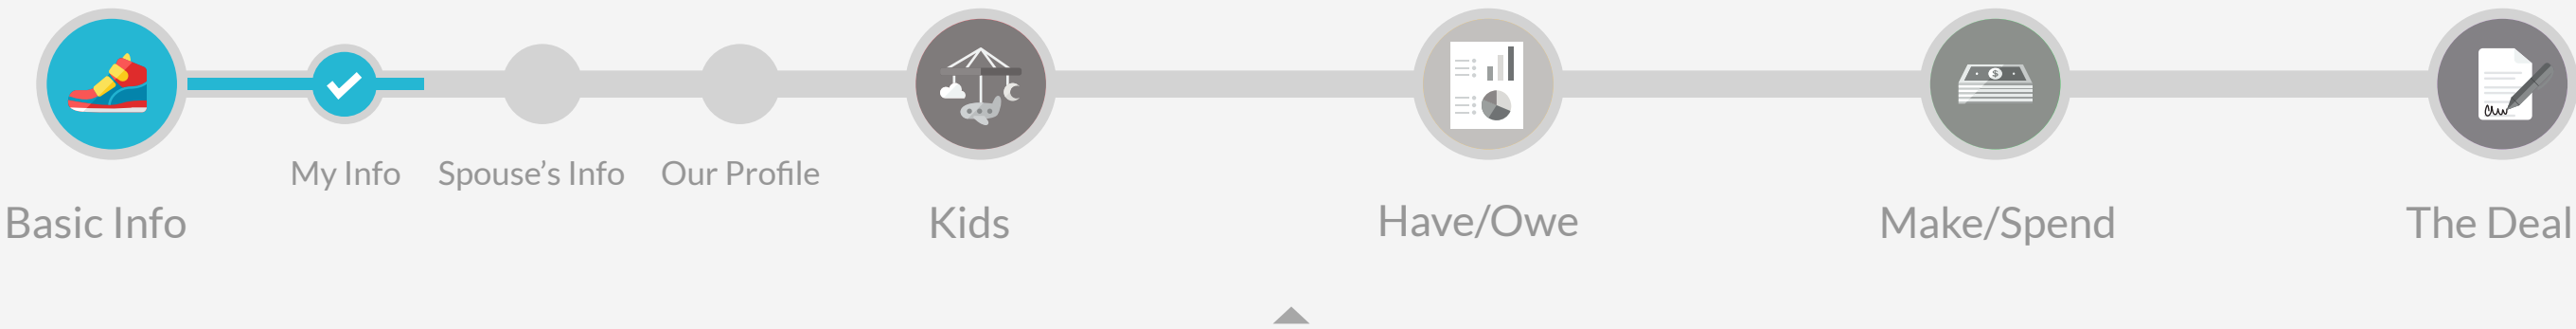 My Info
Spouse’s Info
Our Profile
Basic Info
Kids
Have/Owe
Make/Spend
The Deal